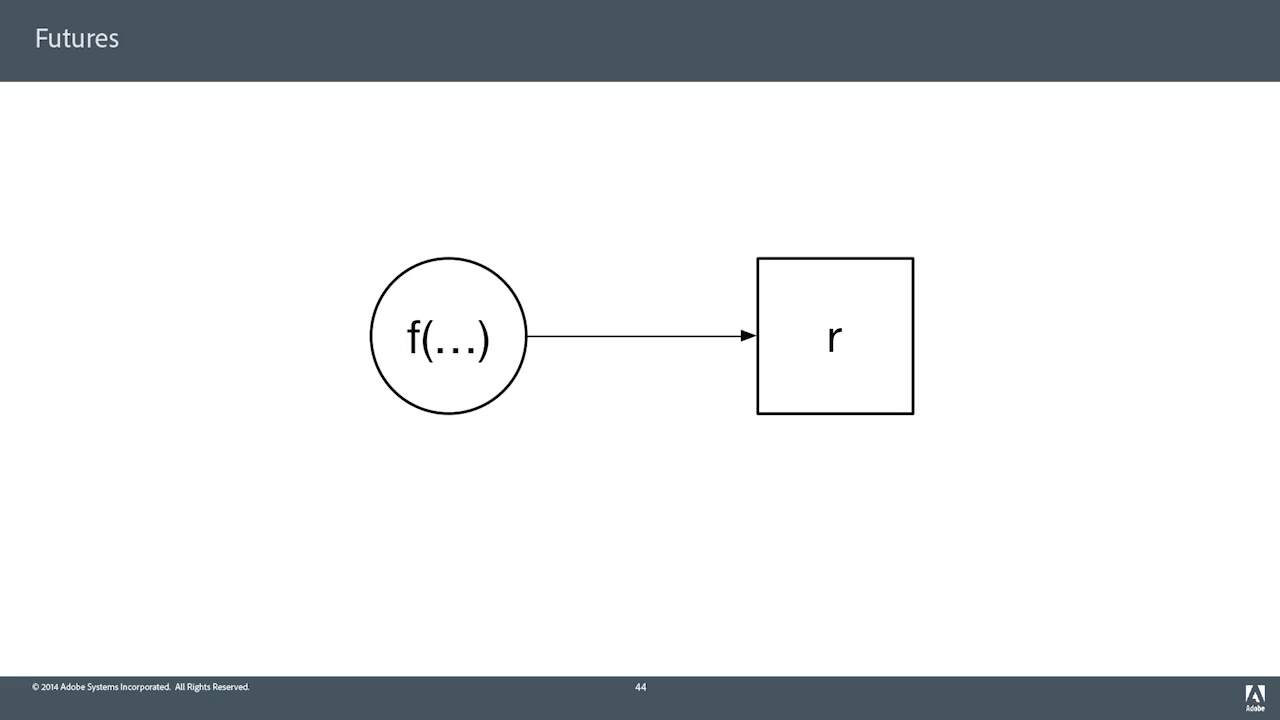 Futures
f(…)
r
© 2014 Adobe Systems Incorporated. All Rights Reserved.
44
Adobe